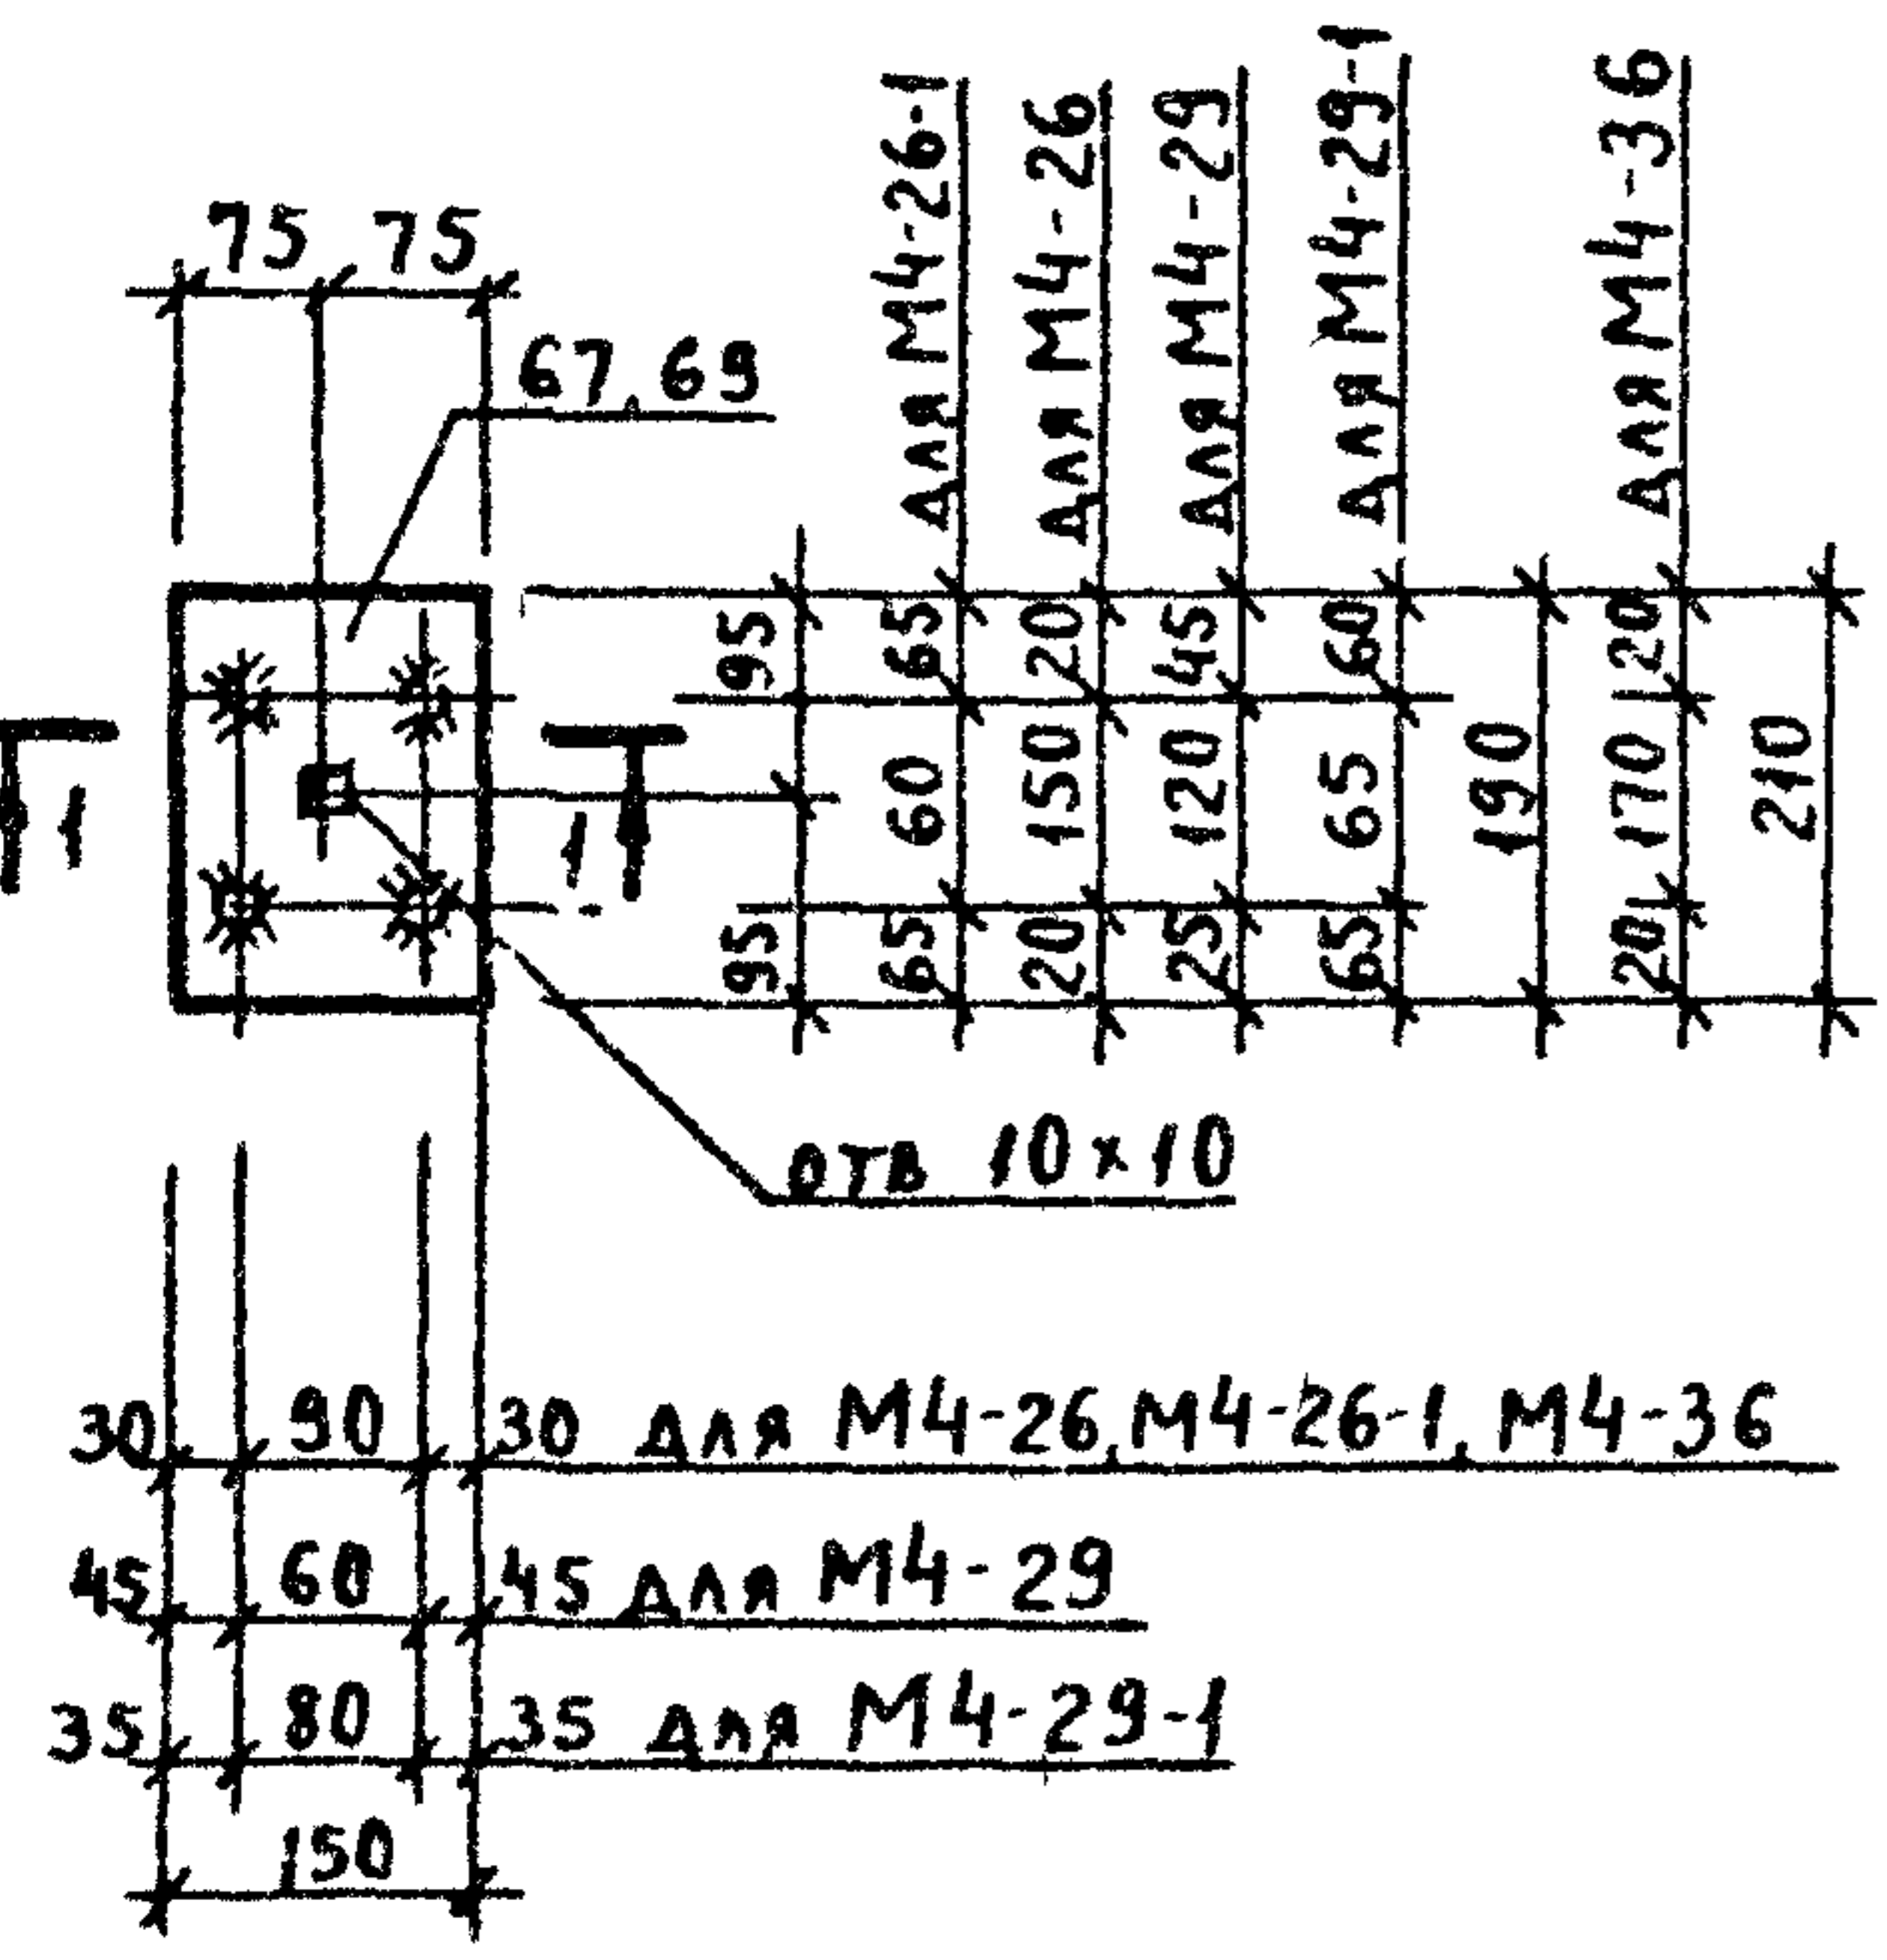 Для М4-26-1
Для М4-26
Для М4-29
Для М4-29-1
Для М4-36
75 75
67, 69
95 65 20 45 60 20
60 150 120 65 190 170 210
95 65 20 25 65 20
1 1
отв 10×10
30 90 30 для М4-26, М4-26-1, М4-36
45 60 45 для М4-29
35 80 35 для М4-29-1
150